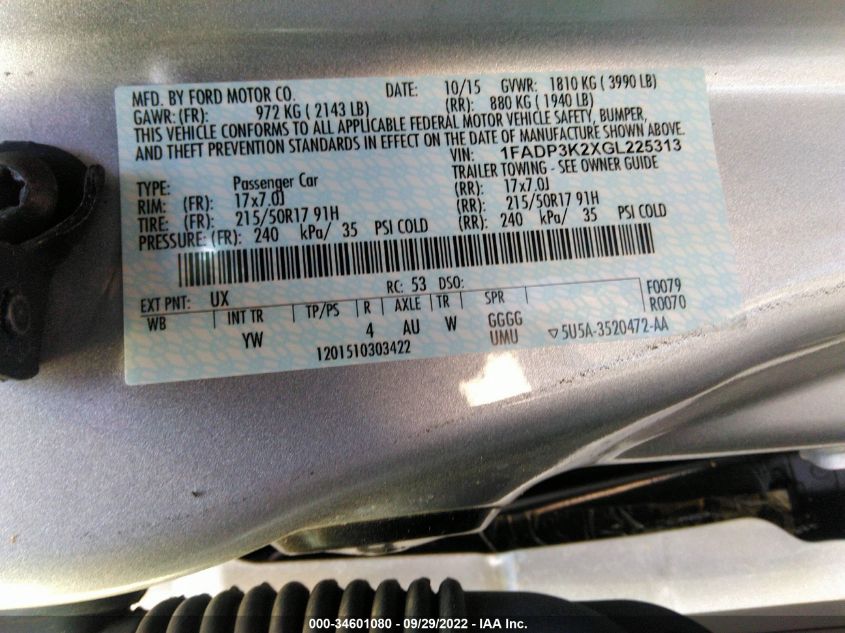 MFD. BY FORD MOTOR CO. DATE: 10/15 GVWR: 1810 KG ( 3990 LB)
GAWR: (FR): 972 KG ( 2143 LB) (RR): 880 KG ( 1940 LB)
THIS VEHICLE CONFORMS TO ALL APPLICABLE FEDERAL MOTOR VEHICLE SAFETY, BUMPER,
AND THEFT PREVENTION STANDARDS IN EFFECT ON THE DATE OF MANUFACTURE SHOWN ABOVE.
VIN: 1FADP3K2XGL225313
TYPE: Passenger Car TRAILER TOWING - SEE OWNER GUIDE
RIM: (FR): 17x7.0J (RR): 17x7.0J
TIRE: (FR): 215/50R17 91H (RR): 215/50R17 91H
PRESSURE: (FR): 240 kPa/ 35 PSI COLD (RR): 240 kPa/ 35 PSI COLD
EXT PNT: UX RC: 53 DSO: F0079
WB INT TR TP/PS R AXLE TR SPR R0070
YW 4 AU W GGGG
UMU 5U5A-3520472-AA
1201510303422
000-34601080 - 09/29/2022 - IAA Inc.